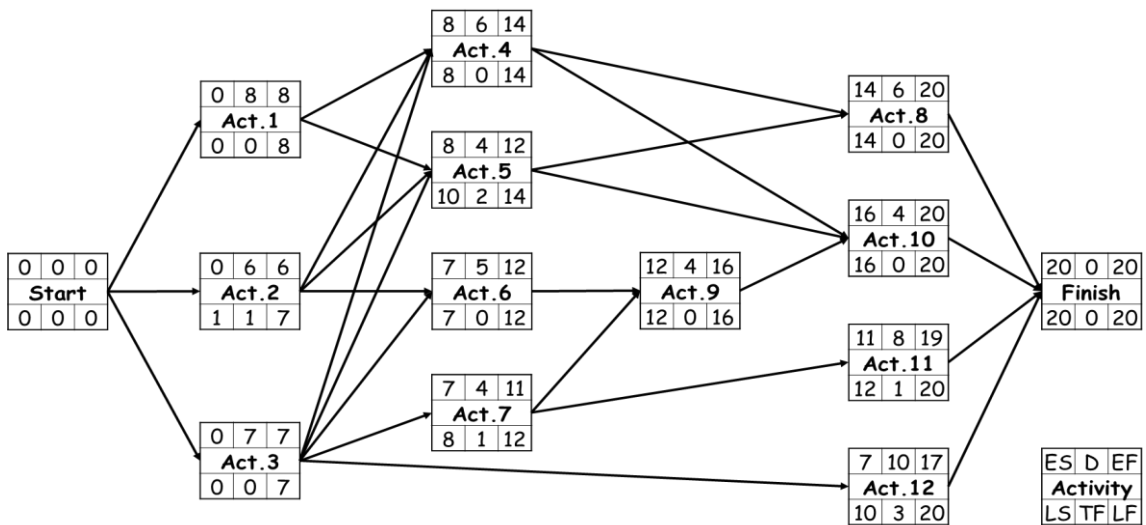 8 6 14
Act.4
8 0 14
0 8 8
Act.1
0 0 8
14 6 20
Act.8
14 0 20
8 4 12
Act.5
10 2 14
16 4 20
Act.10
16 0 20
0 0 0
Start
0 0 0
0 6 6
Act.2
1 1 7
7 5 12
Act.6
7 0 12
12 4 16
Act.9
12 0 16
20 0 20
Finish
20 0 20
11 8 19
Act.11
12 1 20
7 4 11
Act.7
8 1 12
0 7 7
Act.3
0 0 7
7 10 17
Act.12
10 3 20
ES D EF
Activity
LS TF LF